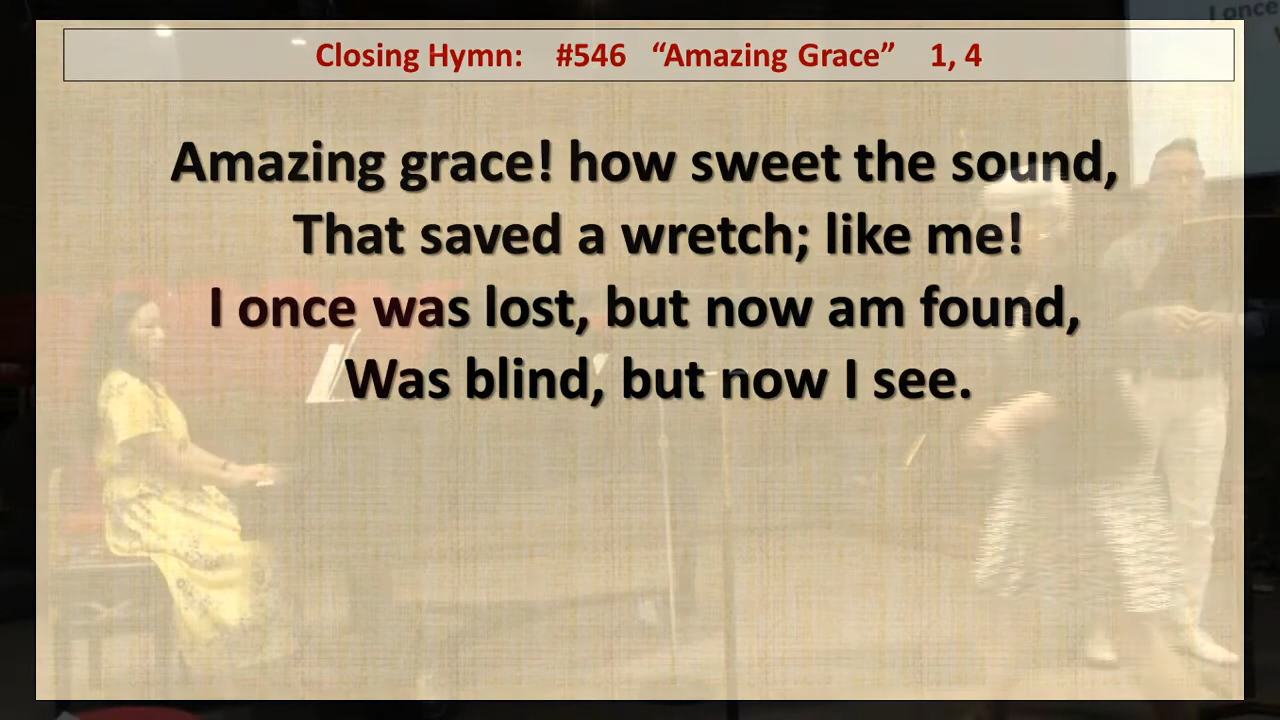 I once
Closing Hymn: #546 “Amazing Grace” 1, 4
Amazing grace! how sweet the sound,
That saved a wretch; like me!
I once was lost, but now am found,
Was blind, but now I see.